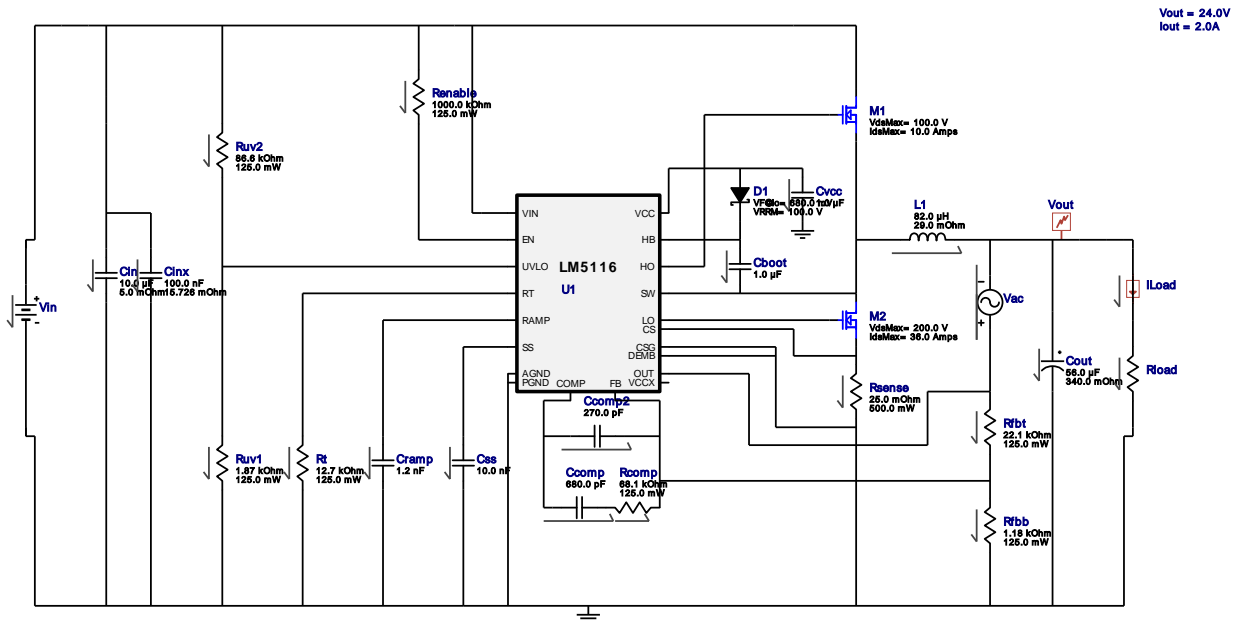 Vout = 24.0V
Iout = 2.0A
Renable
1000.0 kOhm
125.0 mW
M1
VdsMax= 100.0 V
IdsMax= 10.0 Amps
Ruv2
86.6 kOhm
125.0 mW
D1
VRRM= 100.0 V
Cvcc
VIN
EN
UVLO
RT
RAMP
SS
AGND
PGND
COMP
FB
VCC
HB
HO
SW
LO
CS
CSG
DEMB
OUT
VCCX
LM5116
U1
Cboot
1.0 µF
L1
82.0 µH
29.0 mOhm
Vout
Vin
Cin
10.0 µF
5.0 mOhm
Cinx
100.0 nF
15.726 mOhm
Vac
ILoad
M2
VdsMax= 200.0 V
IdsMax= 36.0 Amps
Cout
56.0 µF
340.0 mOhm
Rload
Rsense
25.0 mOhm
500.0 mW
Ccomp2
270.0 pF
Rfbt
22.1 kOhm
125.0 mW
Ruv1
1.87 kOhm
125.0 mW
Rt
12.7 kOhm
125.0 mW
Cramp
1.2 nF
Css
10.0 nF
Ccomp
680.0 pF
Rcomp
68.1 kOhm
125.0 mW
Rfbb
1.18 kOhm
125.0 mW